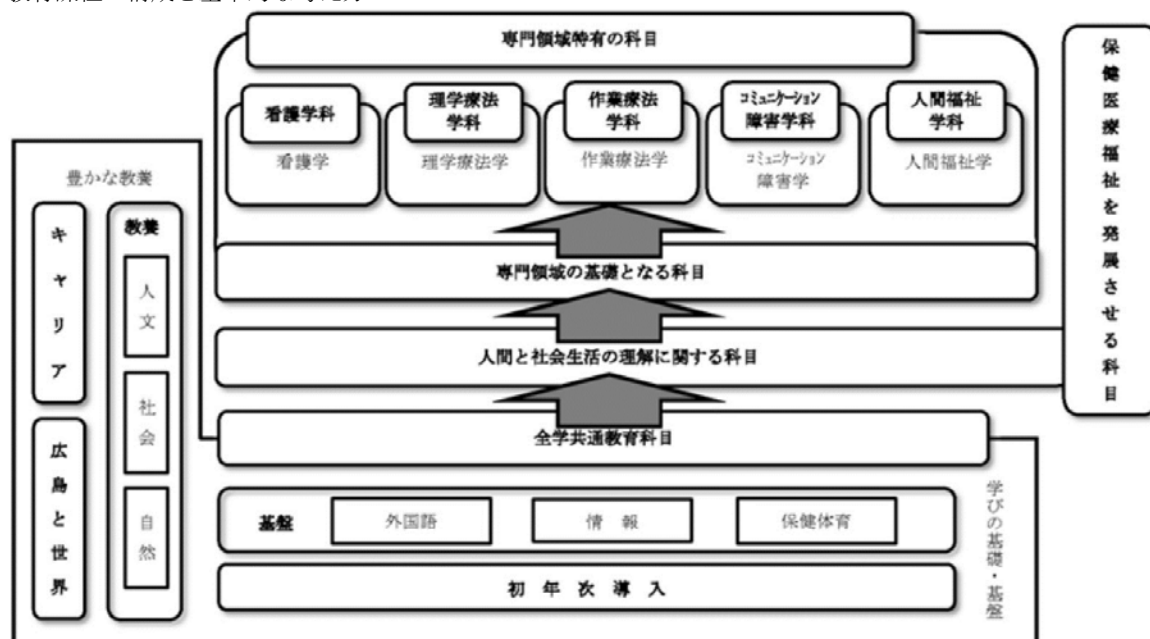 専門領域特有の科目
看護学科
看護学
理学療法
学科
理学療法学
作業療法
学科
作業療法学
コミュニケーション
障害学科
コミュニケーション
障害学
人間福祉
学科
人間福祉学
保健医療福祉を発展させる科目
専門領域の基礎となる科目
人間と社会生活の理解に関する科目
全学共通教育科目
豊かな教養
キャリア
広島と世界
教養
人文
社会
自然
基盤
外国語
情 報
保健体育
初 年 次 導 入
学びの基礎・基盤